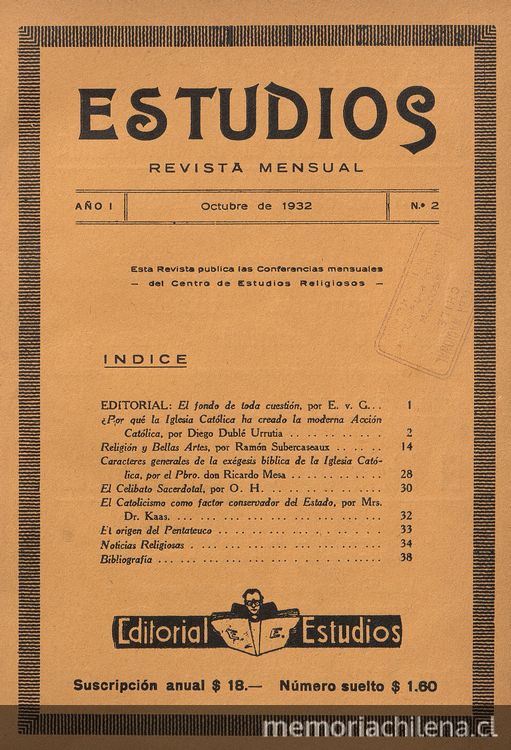 ESTUDIOS
REVISTA MENSUAL
AÑO I Octubre de 1932 N.º 2
Esta Revista publica las Conferencias mensuales
— del Centro de Estudios Religiosos —
INDICE
EDITORIAL: El fondo de toda cuestión, por E. v. G... 1
¿Por qué la Iglesia Católica ha creado la moderna Acción
Católica, por Diego Dublé Urrutia .......... 2
Religión y Bellas Artes, por Ramón Subercaseaux ..... 14
Caracteres generales de la exégesis bíblica de la Iglesia Cató-
lica, por el Pbro. don Ricardo Mesa ......... 28
El Celibato Sacerdotal, por O. H. ............ 30
El Catolicismo como factor conservador del Estado, por Mrs.
Dr. Kaas. ...................... 32
El origen del Pentateuco .................. 33
Noticias Religiosas ..................... 34
Bibliografía ......................... 38
Editorial E. E. Estudios
Suscripción anual $ 18.— Número suelto $ 1.60
memoriachilena.cl